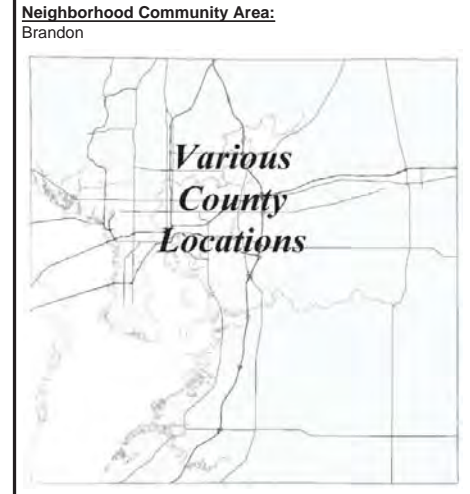 Neighborhood Community Area:
Brandon
Various
County
Locations